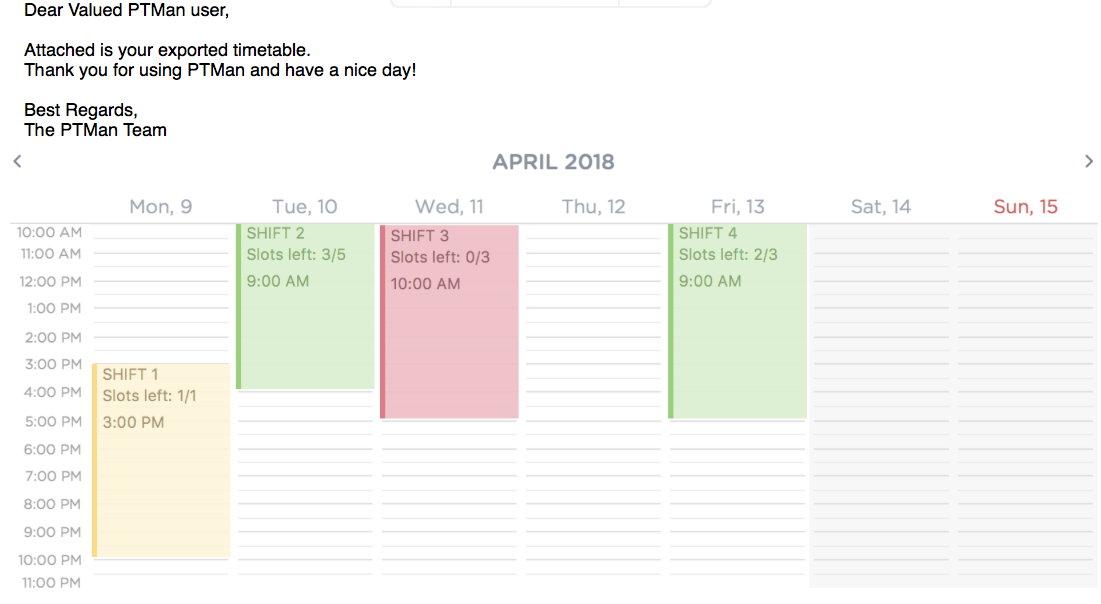 Dear Valued PTMan user,
Attached is your exported timetable.
Thank you for using PTMan and have a nice day!
Best Regards,
The PTMan Team
APRIL 2018
Mon, 9
Tue, 10
Wed, 11
Thu, 12
Fri, 13
Sat, 14
Sun, 15
10:00 AM
11:00 AM
12:00 PM
1:00 PM
2:00 PM
3:00 PM
4:00 PM
5:00 PM
6:00 PM
7:00 PM
8:00 PM
9:00 PM
10:00 PM
11:00 PM
SHIFT 1
Slots left: 1/1
3:00 PM
SHIFT 2
Slots left: 3/5
9:00 AM
SHIFT 3
Slots left: 0/3
10:00 AM
SHIFT 4
Slots left: 2/3
9:00 AM